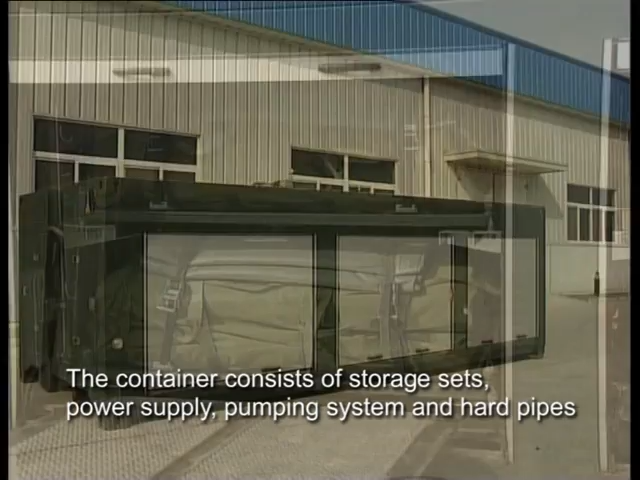 The container consists of storage sets,
power supply, pumping system and hard pipes